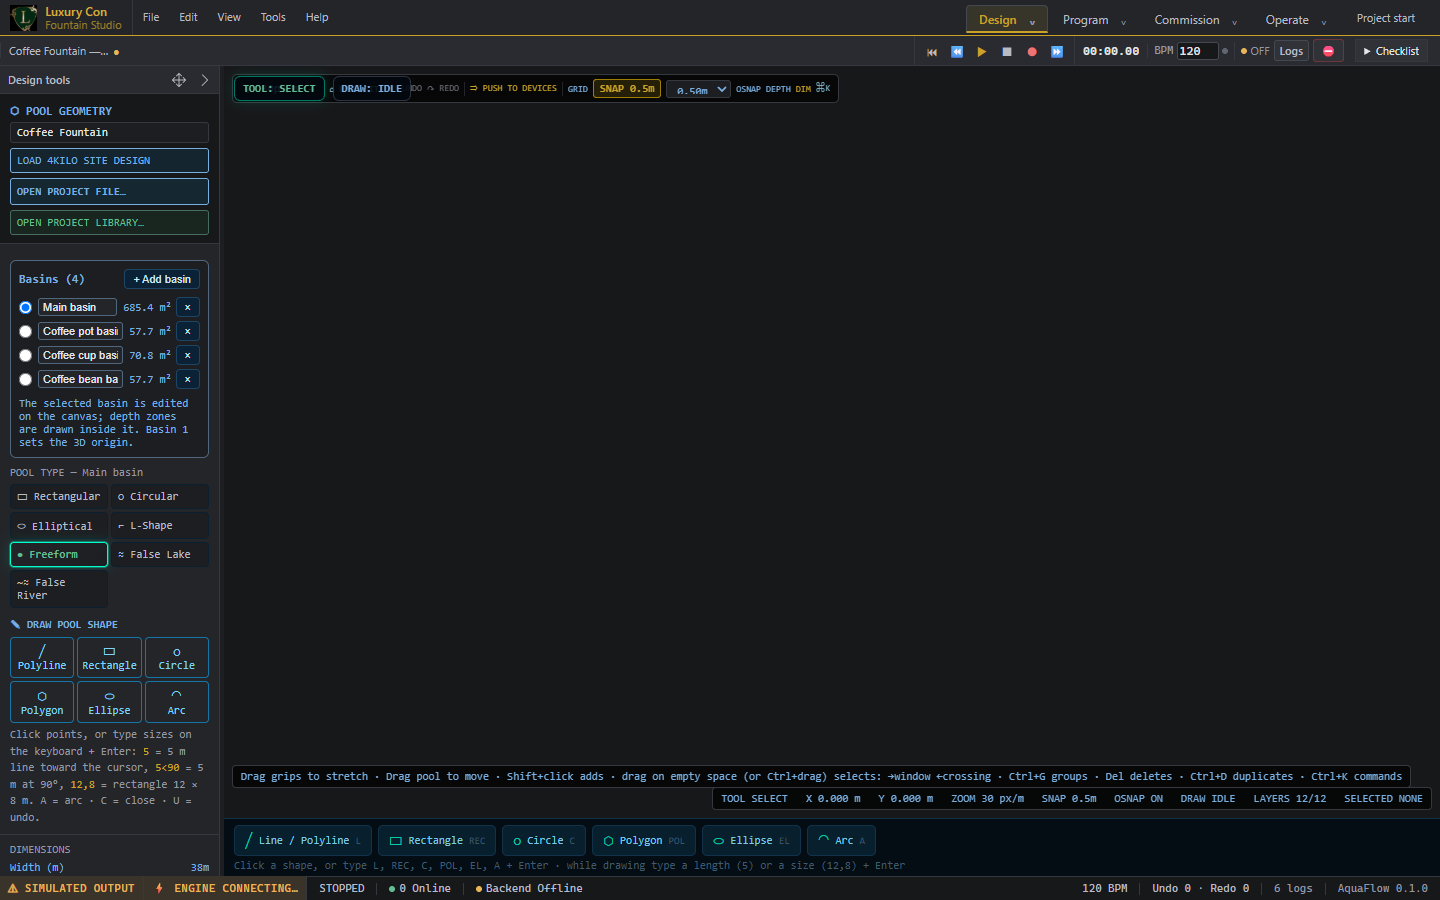 Luxury Con
Fountain Studio
File Edit View Tools Help
Design v Program v Commission v Operate v Project start
Coffee Fountain —…
00:00.00 BPM 120 OFF Logs Checklist
Design tools
POOL GEOMETRY
Coffee Fountain
LOAD 4KILO SITE DESIGN
OPEN PROJECT FILE…
OPEN PROJECT LIBRARY…
Basins (4) + Add basin
Main basin 685.4 m² ×
Coffee pot basi 57.7 m² ×
Coffee cup basi 70.8 m² ×
Coffee bean ba 57.7 m² ×
The selected basin is edited
on the canvas; depth zones
are drawn inside it. Basin 1
sets the 3D origin.
POOL TYPE — Main basin
Rectangular Circular
Elliptical L-Shape
Freeform False Lake
False
River
DRAW POOL SHAPE
Polyline Rectangle Circle
Polygon Ellipse Arc
Click points, or type sizes on
the keyboard + Enter: 5 = 5 m
line toward the cursor, 5<90 = 5
m at 90°, 12,8 = rectangle 12 ×
8 m. A = arc · C = close · U =
undo.
DIMENSIONS
Width (m) 38m
TOOL: SELECT DRAW: IDLE DO ↷ REDO ⇒ PUSH TO DEVICES GRID SNAP 0.5m 0.50m OSNAP DEPTH DIM ⌘K
Drag grips to stretch · Drag pool to move · Shift+click adds · drag on empty space (or Ctrl+drag) selects: →window ←crossing · Ctrl+G groups · Del deletes · Ctrl+D duplicates · Ctrl+K commands
TOOL SELECT X 0.000 m Y 0.000 m ZOOM 30 px/m SNAP 0.5m OSNAP ON DRAW IDLE LAYERS 12/12 SELECTED NONE
Line / Polyline L Rectangle REC Circle C Polygon POL Ellipse EL Arc A
Click a shape, or type L, REC, C, POL, EL, A + Enter · while drawing type a length (5) or a size (12,8) + Enter
SIMULATED OUTPUT ENGINE CONNECTING… STOPPED 0 Online Backend Offline 120 BPM Undo 0 · Redo 0 6 logs AquaFlow 0.1.0